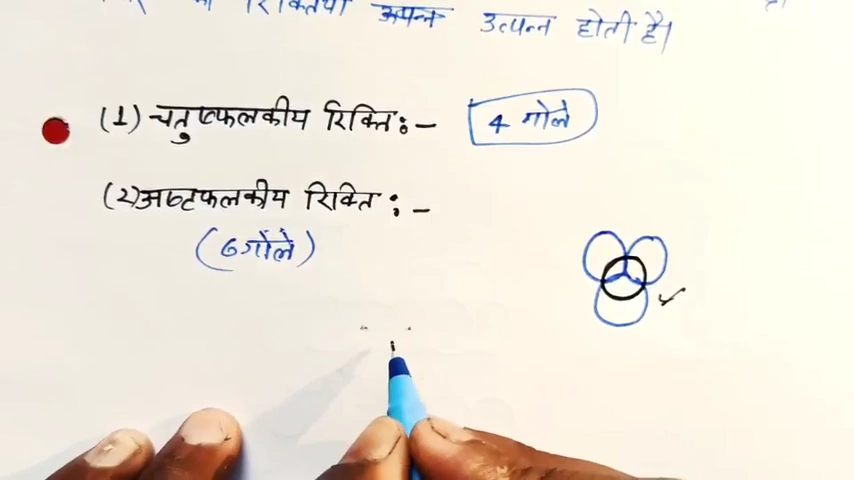 रिक्तियाँ उत्पन्न होती है।
(1) चतुष्फलकीय रिक्ति:- 4 गोले
(2) अष्टफलकीय रिक्ति:-
(6 गोले)